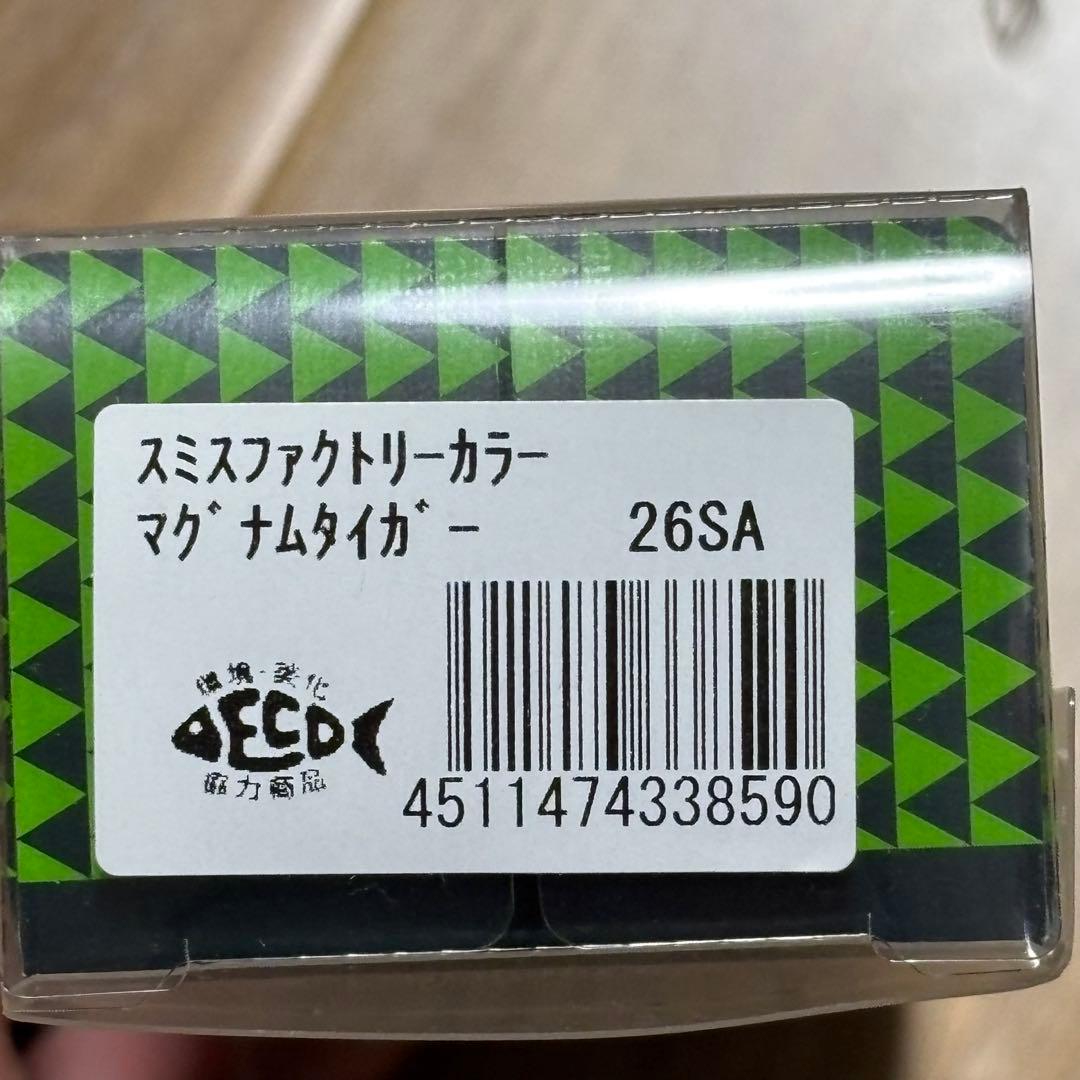 スミスファクトリーカラー
マグナムタイガー 26SA
環境・美化
ECO
協力商品
4511474338590